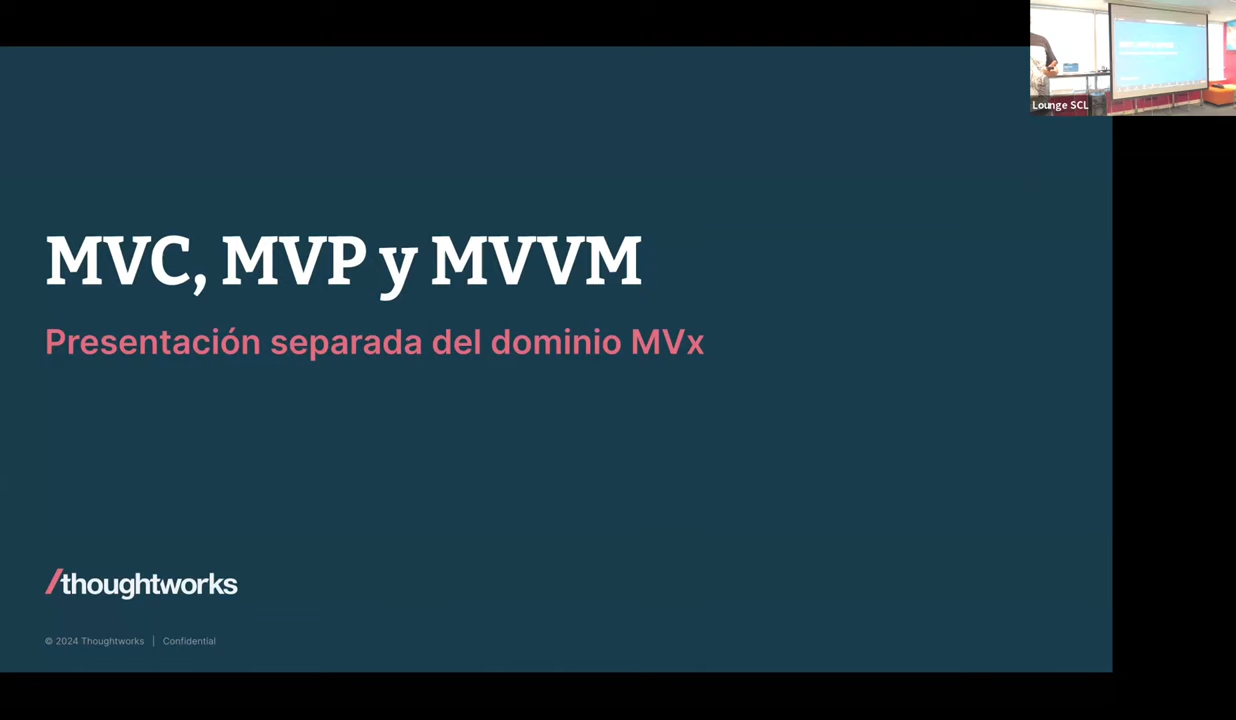 Lounge SCL
MVC, MVP y MVVM
Presentación separada del dominio MVx
/thoughtworks
© 2024 Thoughtworks | Confidential